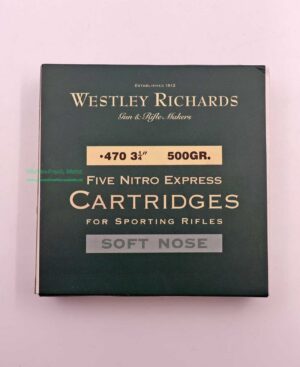 ESTABLISHED 1812
WESTLEY RICHARDS
Gun & Rifle Makers
·470 3¼" 500GR.
FIVE NITRO EXPRESS
CARTRIDGES
FOR SPORTING RIFLES
SOFT NOSE